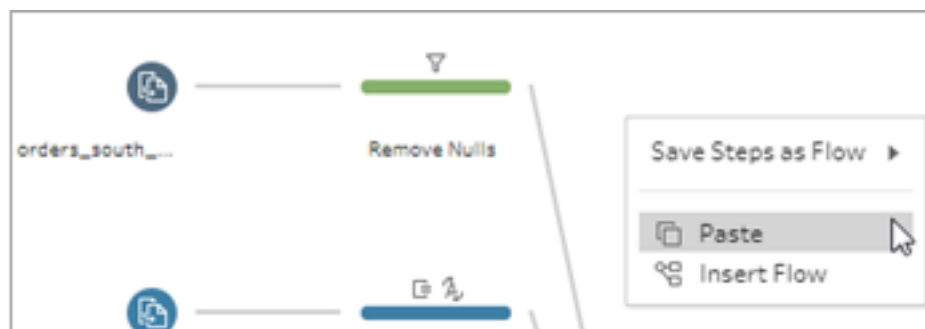 orders_south_...
Remove Nulls
Save Steps as Flow
Paste
Insert Flow